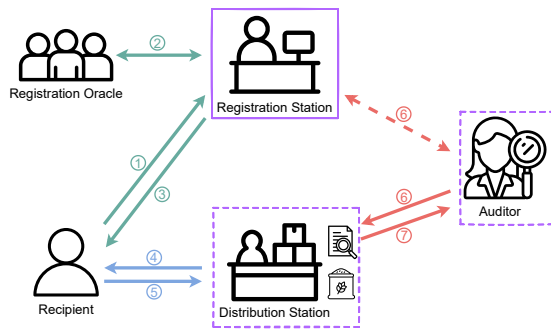 ②
Registration Oracle
Registration Station
①
⑥
③
⑥
Auditor
⑦
④
⑤
Recipient
Distribution Station